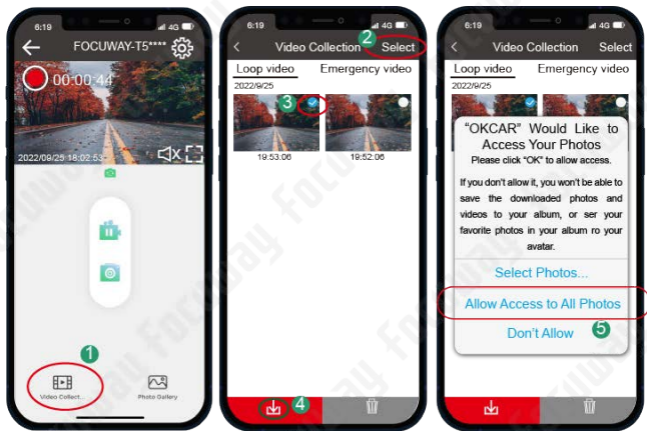 6:19
4G
FOCUWAY-T5****
00:00:44
2022/09/25 18:02:53
1
Video Collect...
Photo Gallery
6:19
4G
Video Collection
2
Select
Loop video
Emergency video
2022/9/25
3
19:53:06
19:52:06
4
6:19
4G
Video Collection
Select
Loop video
Emergency video
2022/9/25
“OKCAR” Would Like to
Access Your Photos
Please click “OK” to allow access.
If you don't allow it, you won't be able to
save the downloaded photos and
videos to your album, or ser your
favorite photos in your album ro your
avatar.
Select Photos...
Allow Access to All Photos
Don't Allow
5
Focuway